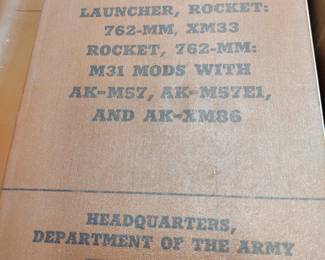 LAUNCHER, ROCKET:
762-MM, XM33
ROCKET, 762-MM:
M31 MODS WITH
AK-M57, AK-M57E1,
AND AK-XM86
HEADQUARTERS,
DEPARTMENT OF THE ARMY